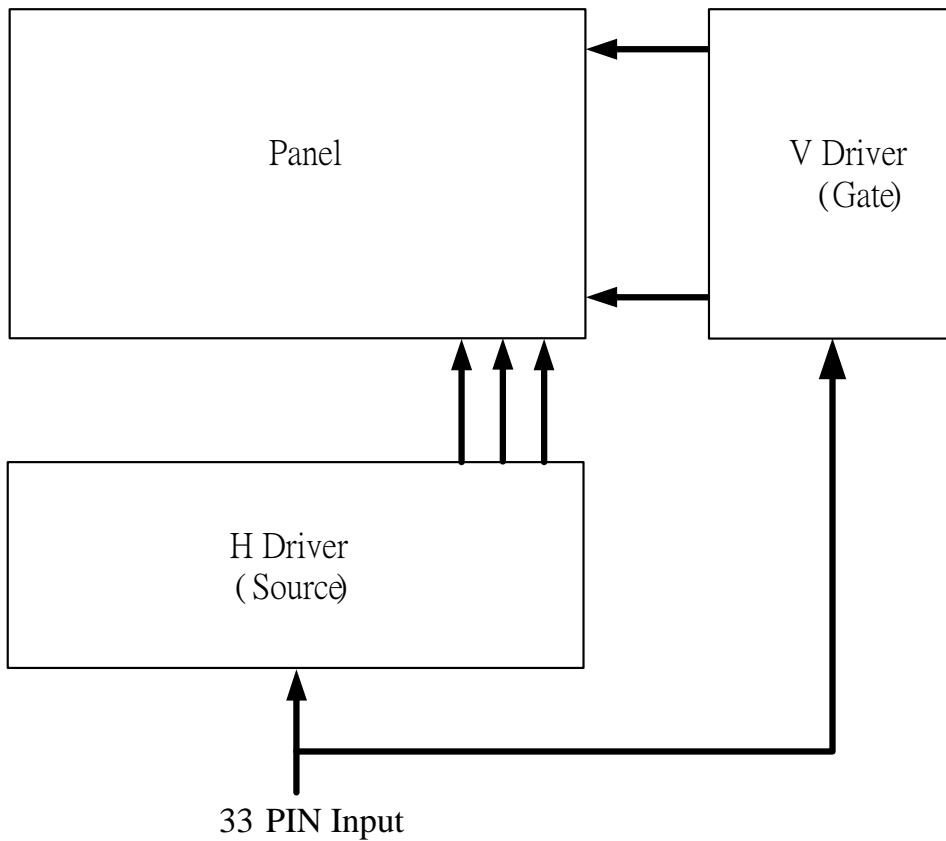 Panel
V Driver
(Gate)
H Driver
(Source)
33 PIN Input